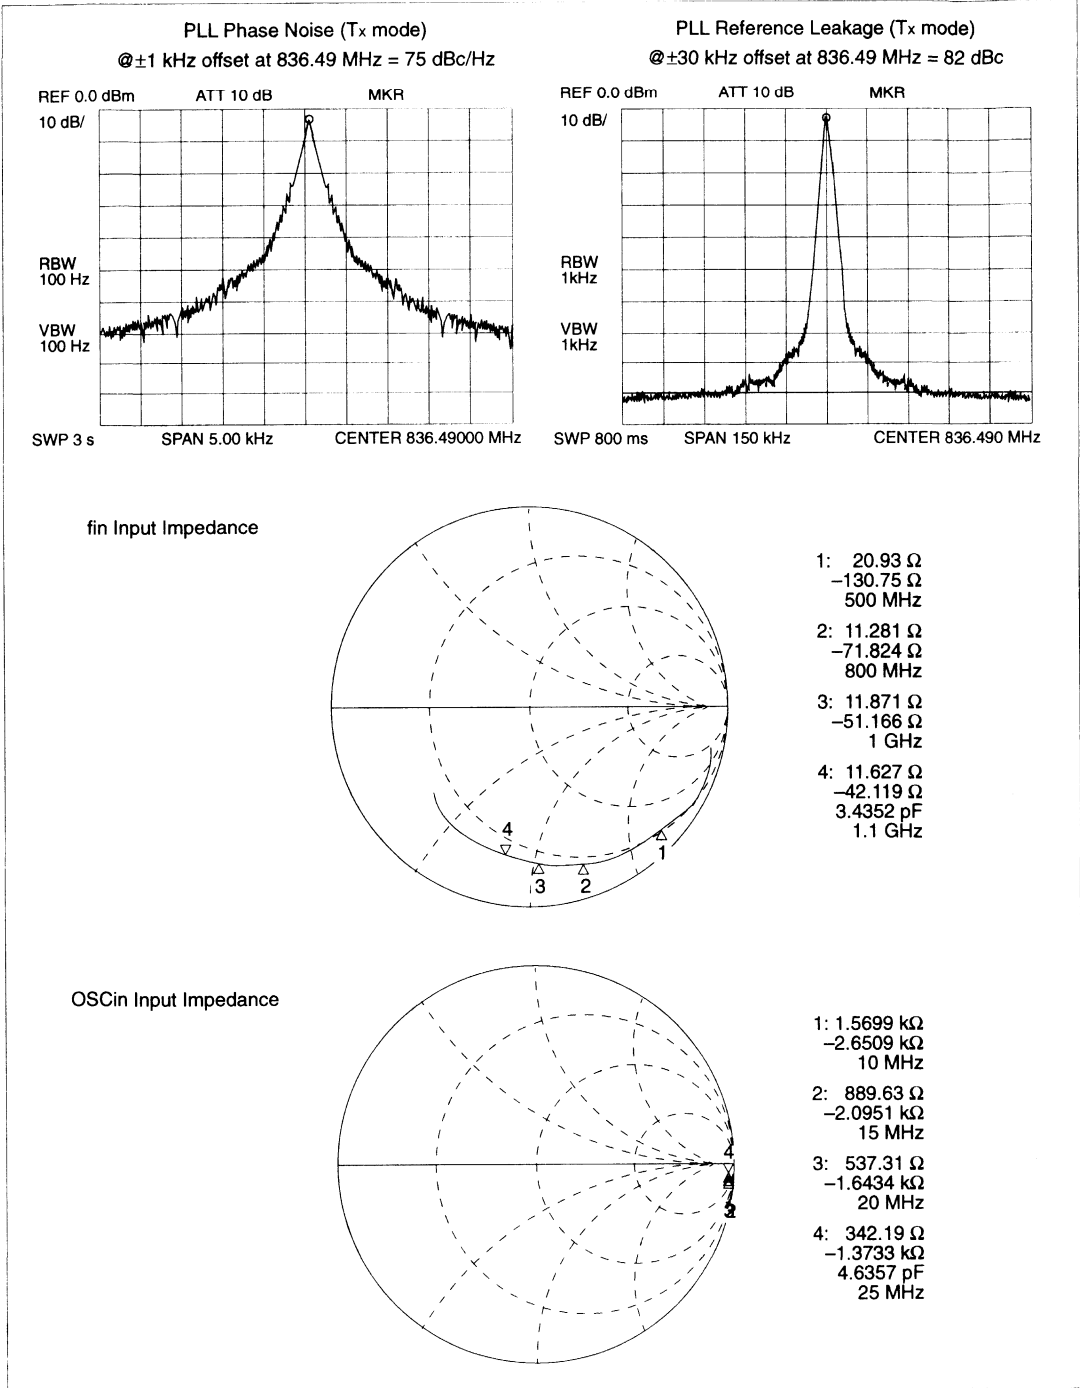 PLL Phase Noise (Tx mode)
@±1 kHz offset at 836.49 MHz = 75 dBc/Hz
REF 0.0 dBm ATT 10 dB MKR
10 dB/
RBW
100 Hz
VBW
100 Hz
SWP 3 s SPAN 5.00 kHz CENTER 836.49000 MHz
PLL Reference Leakage (Tx mode)
@±30 kHz offset at 836.49 MHz = 82 dBc
REF 0.0 dBm ATT 10 dB MKR
10 dB/
RBW
1kHz
VBW
1kHz
SWP 800 ms SPAN 150 kHz CENTER 836.490 MHz
fin Input Impedance
4
3
2
1
1: 20.93 Ω
–130.75 Ω
500 MHz
2: 11.281 Ω
–71.824 Ω
800 MHz
3: 11.871 Ω
–51.166 Ω
1 GHz
4: 11.627 Ω
–42.119 Ω
3.4352 pF
1.1 GHz
OSCin Input Impedance
4
1: 1.5699 kΩ
–2.6509 kΩ
10 MHz
2: 889.63 Ω
–2.0951 kΩ
15 MHz
3: 537.31 Ω
–1.6434 kΩ
20 MHz
4: 342.19 Ω
–1.3733 kΩ
4.6357 pF
25 MHz